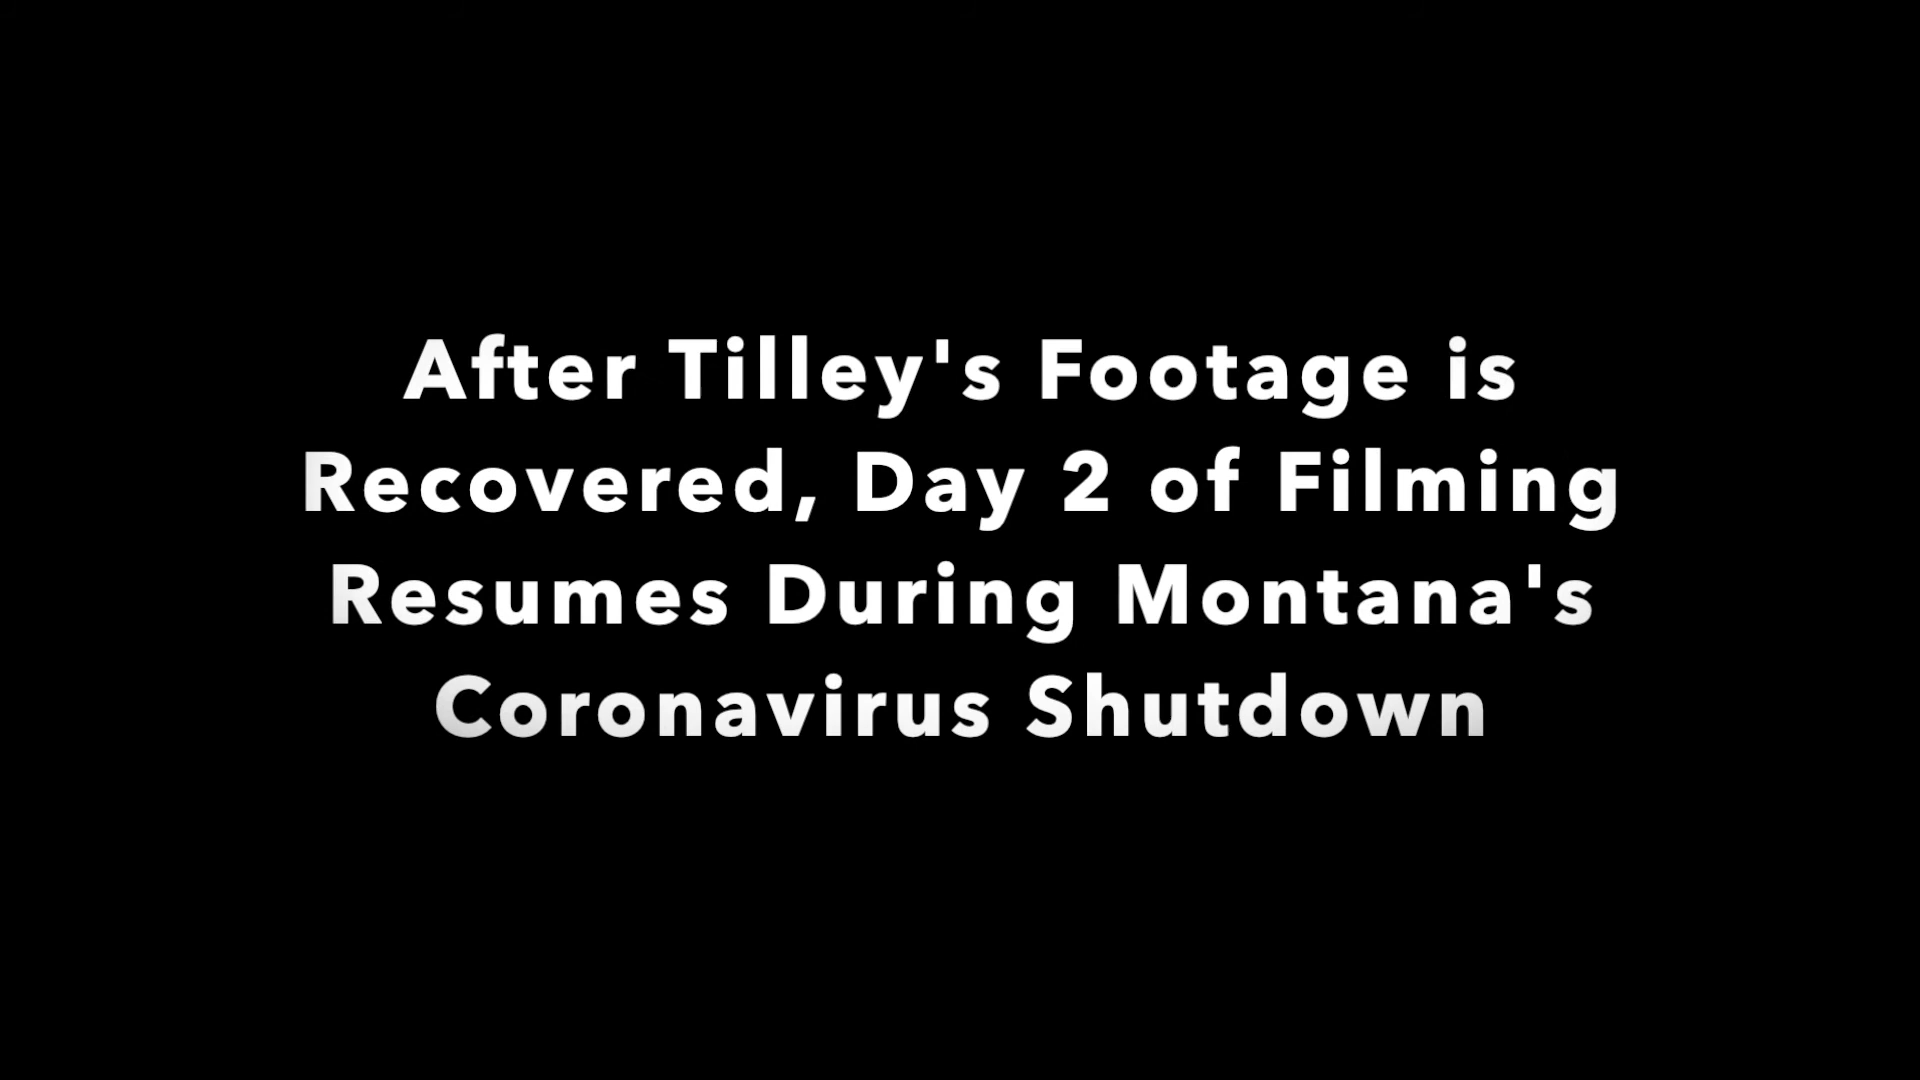 After Tilley's Footage is
Recovered, Day 2 of Filming
Resumes During Montana's
Coronavirus Shutdown